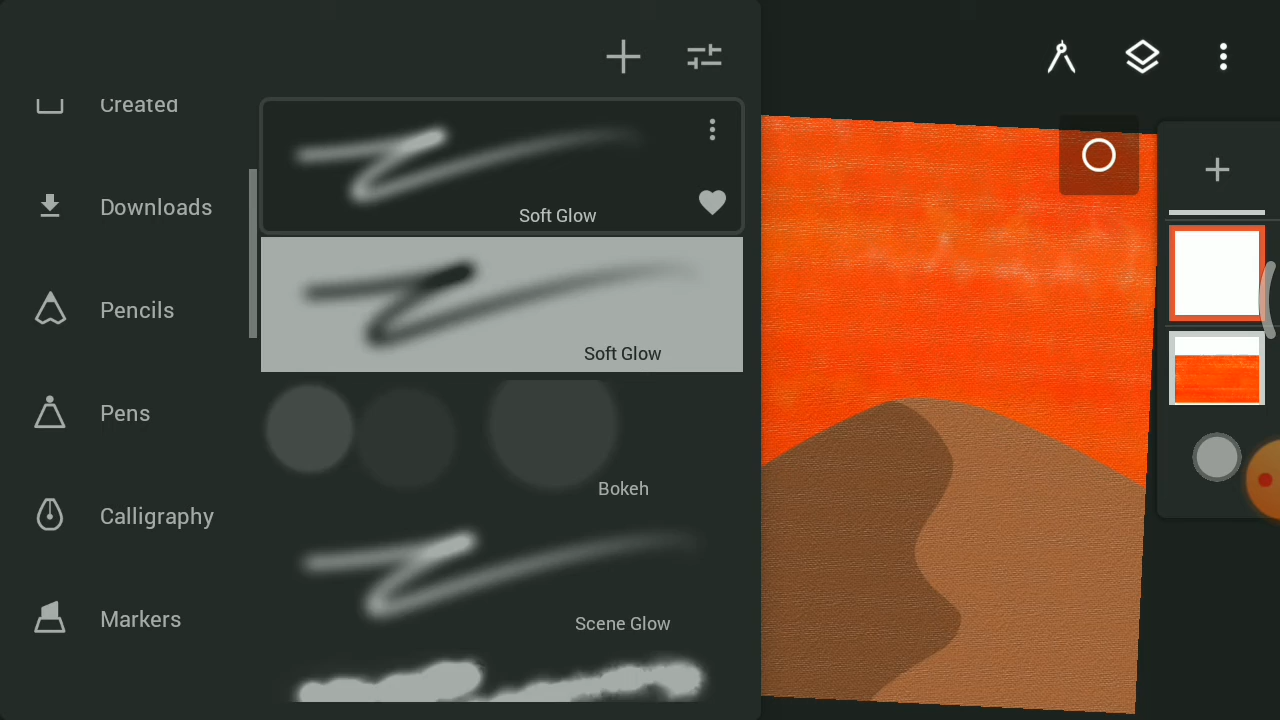 Created
Downloads
Pencils
Pens
Calligraphy
Markers
Soft Glow
Soft Glow
Bokeh
Scene Glow